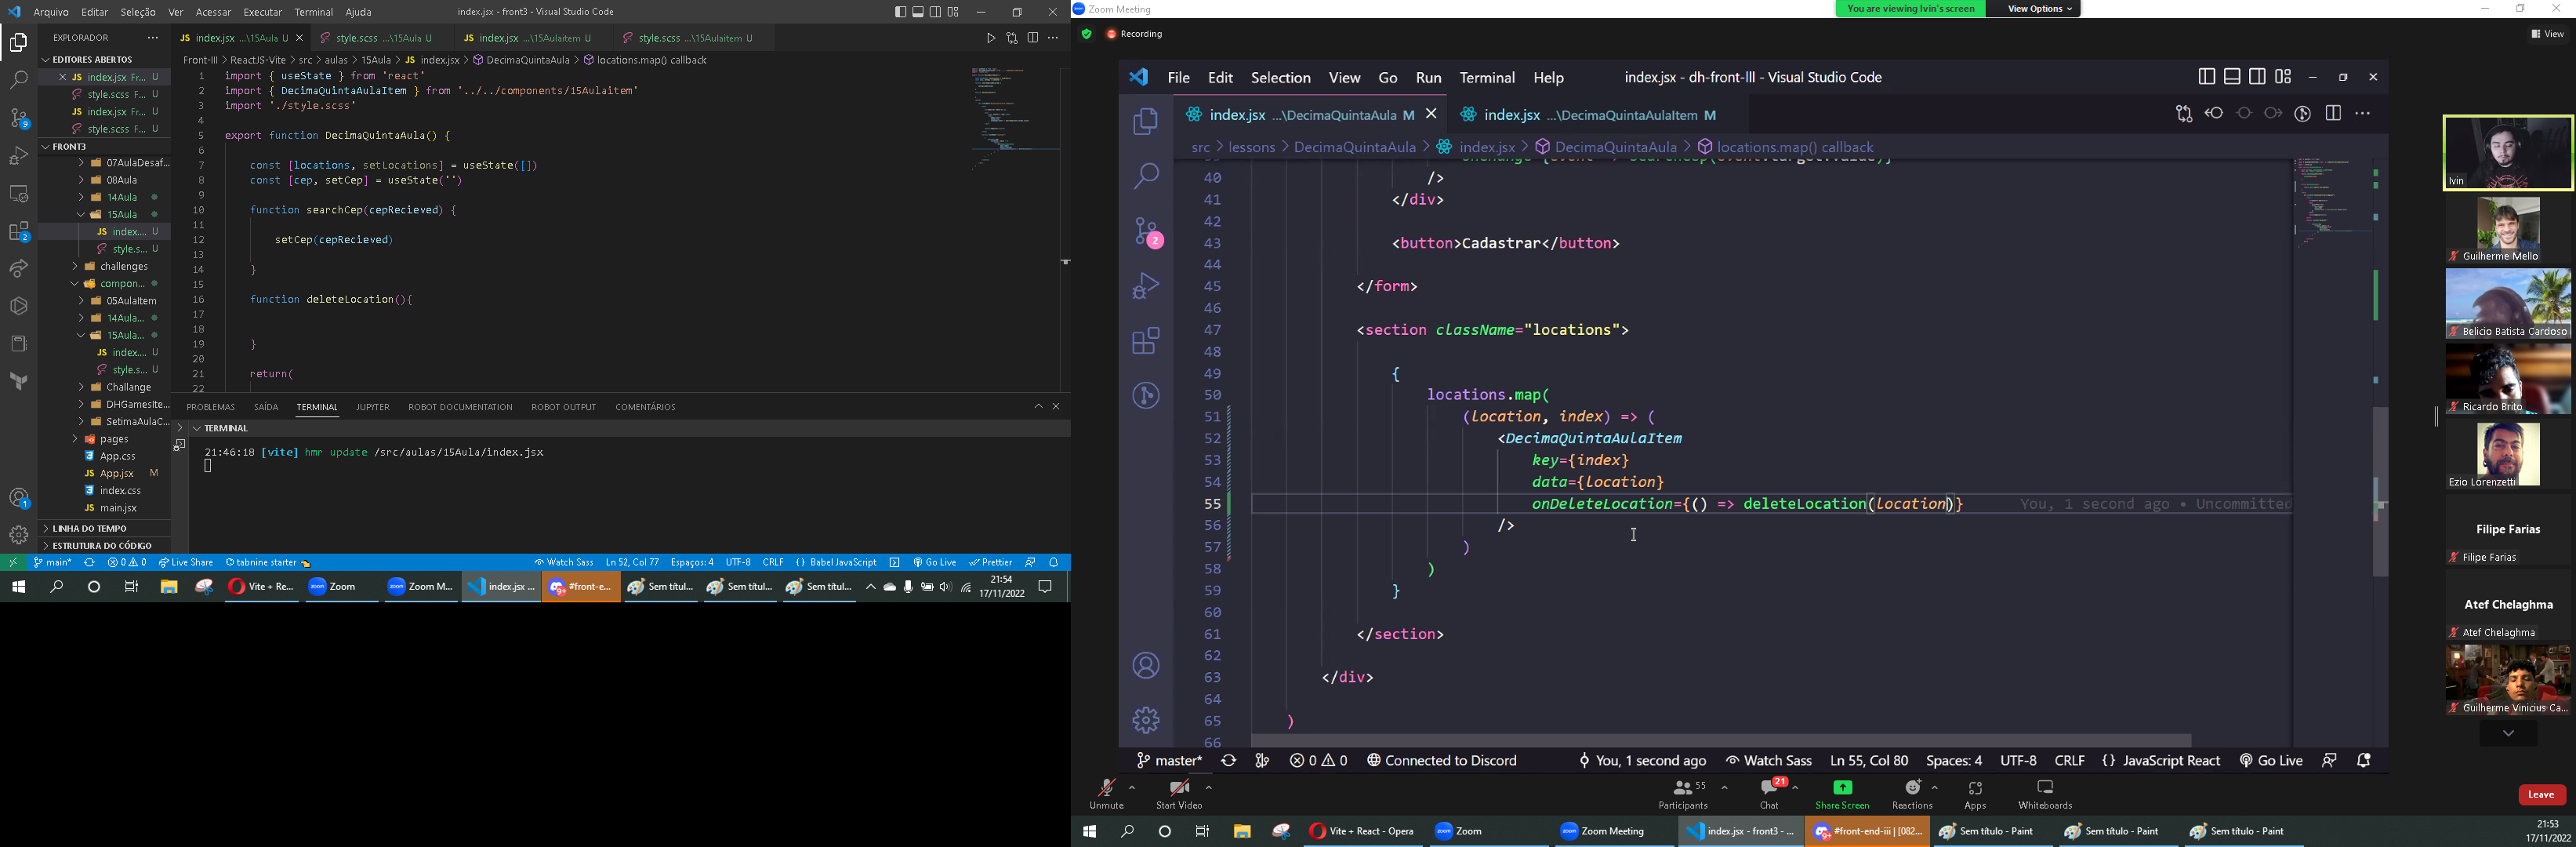 Arquivo Editar Seleção Ver Acessar Executar Terminal Ajuda
index.jsx - front3 - Visual Studio Code
EXPLORADOR
EDITORES ABERTOS
index.jsx Fr... U
style.scss F... U
index.jsx Fr... U
style.scss F... U
FRONT3
07AulaDesaf...
08Aula
14Aula
15Aula
index.... U
style.s... U
challenges
compon...
05AulaItem
14Aula...
15Aula...
index.... U
style.s... U
Challange
DHGamesIte...
SetimaAulaC...
pages
App.css
App.jsx M
index.css
main.jsx
LINHA DO TEMPO
ESTRUTURA DO CÓDIGO
index.jsx ...\15Aula U
style.scss ...\15Aula U
index.jsx ...\15Aulaitem U
style.scss ...\15Aulaitem U
Front-III > ReactJS-Vite > src > aulas > 15Aula > index.jsx > DecimaQuintaAula > locations.map() callback
1 import { useState } from 'react'
2 import { DecimaQuintaAulaItem } from '../../components/15Aulaitem'
3 import './style.scss'
4
5 export function DecimaQuintaAula() {
6
7 const [locations, setLocations] = useState([])
8 const [cep, setCep] = useState('')
9
10 function searchCep(cepRecieved) {
11
12 setCep(cepRecieved)
13
14 }
15
16 function deleteLocation(){
17
18
19 }
20
21 return(
22
PROBLEMAS SAÍDA TERMINAL JUPYTER ROBOT DOCUMENTATION ROBOT OUTPUT COMENTÁRIOS
TERMINAL
21:46:18 [vite] hmr update /src/aulas/15Aula/index.jsx
main* 0 0 Live Share tabnine starter Watch Sass Ln 52, Col 77 Espaços: 4 UTF-8 CRLF {} Babel JavaScript Go Live Prettier
Vite + Re... Zoom Zoom M... index.jsx ... #front-e... Sem títul... Sem títul... Sem títul...
21:54
17/11/2022
Zoom Meeting
You are viewing Ivin's screen View Options
Recording
View
File Edit Selection View Go Run Terminal Help
index.jsx - dh-front-III - Visual Studio Code
index.jsx ...\DecimaQuintaAula M
index.jsx ...\DecimaQuintaAulaItem M
src > lessons > DecimaQuintaAula > index.jsx > DecimaQuintaAula > locations.map() callback
40 />
41 </div>
42
43 <button>Cadastrar</button>
44
45 </form>
46
47 <section className="locations">
48
49 {
50 locations.map(
51 (location, index) => (
52 <DecimaQuintaAulaItem
53 key={index}
54 data={location}
55 onDeleteLocation={() => deleteLocation(location)} You, 1 second ago • Uncommitted
56 />
57 )
58 )
59 }
60
61 </section>
62
63 </div>
64
65 )
66
2
master* 0 0 Connected to Discord You, 1 second ago Watch Sass Ln 55, Col 80 Spaces: 4 UTF-8 CRLF {} JavaScript React Go Live
Ivin
Guilherme Mello
Belicio Batista Cardoso
Ricardo Brito
Ezio Lorenzetti
Filipe Farias
Filipe Farias
Atef Chelaghma
Atef Chelaghma
Guilherme Vinicius Ca...
Unmute
Start Video
Participants 55
Chat 21
Share Screen
Reactions
Apps
Whiteboards
Leave
Vite + React - Opera Zoom Zoom Meeting index.jsx - front3 - ... #front-end-iii | [082... Sem título - Paint Sem título - Paint Sem título - Paint
21:53
17/11/2022